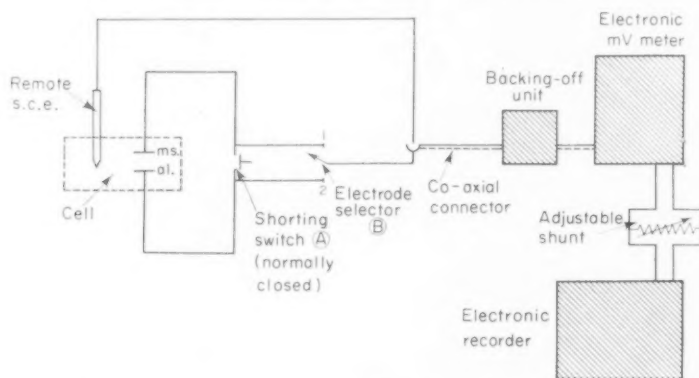 Electronic
mV meter
Backing-off
unit
Remote
s.c.e.
ms.
al.
1
2
Cell
Electrode
selector
Ⓑ
Co-axial
connector
Shorting
switch Ⓐ
(normally
closed)
Adjustable
shunt
Electronic
recorder